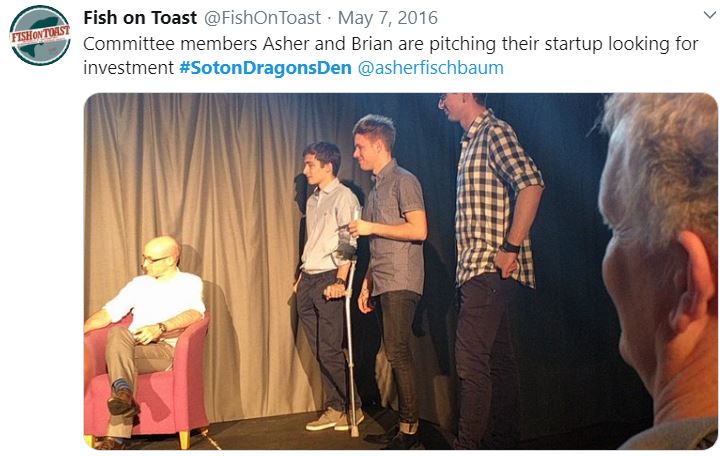 FISH ON TOAST
Fish on Toast @FishOnToast · May 7, 2016
Committee members Asher and Brian are pitching their startup looking for
investment #SotonDragonsDen @asherfischbaum